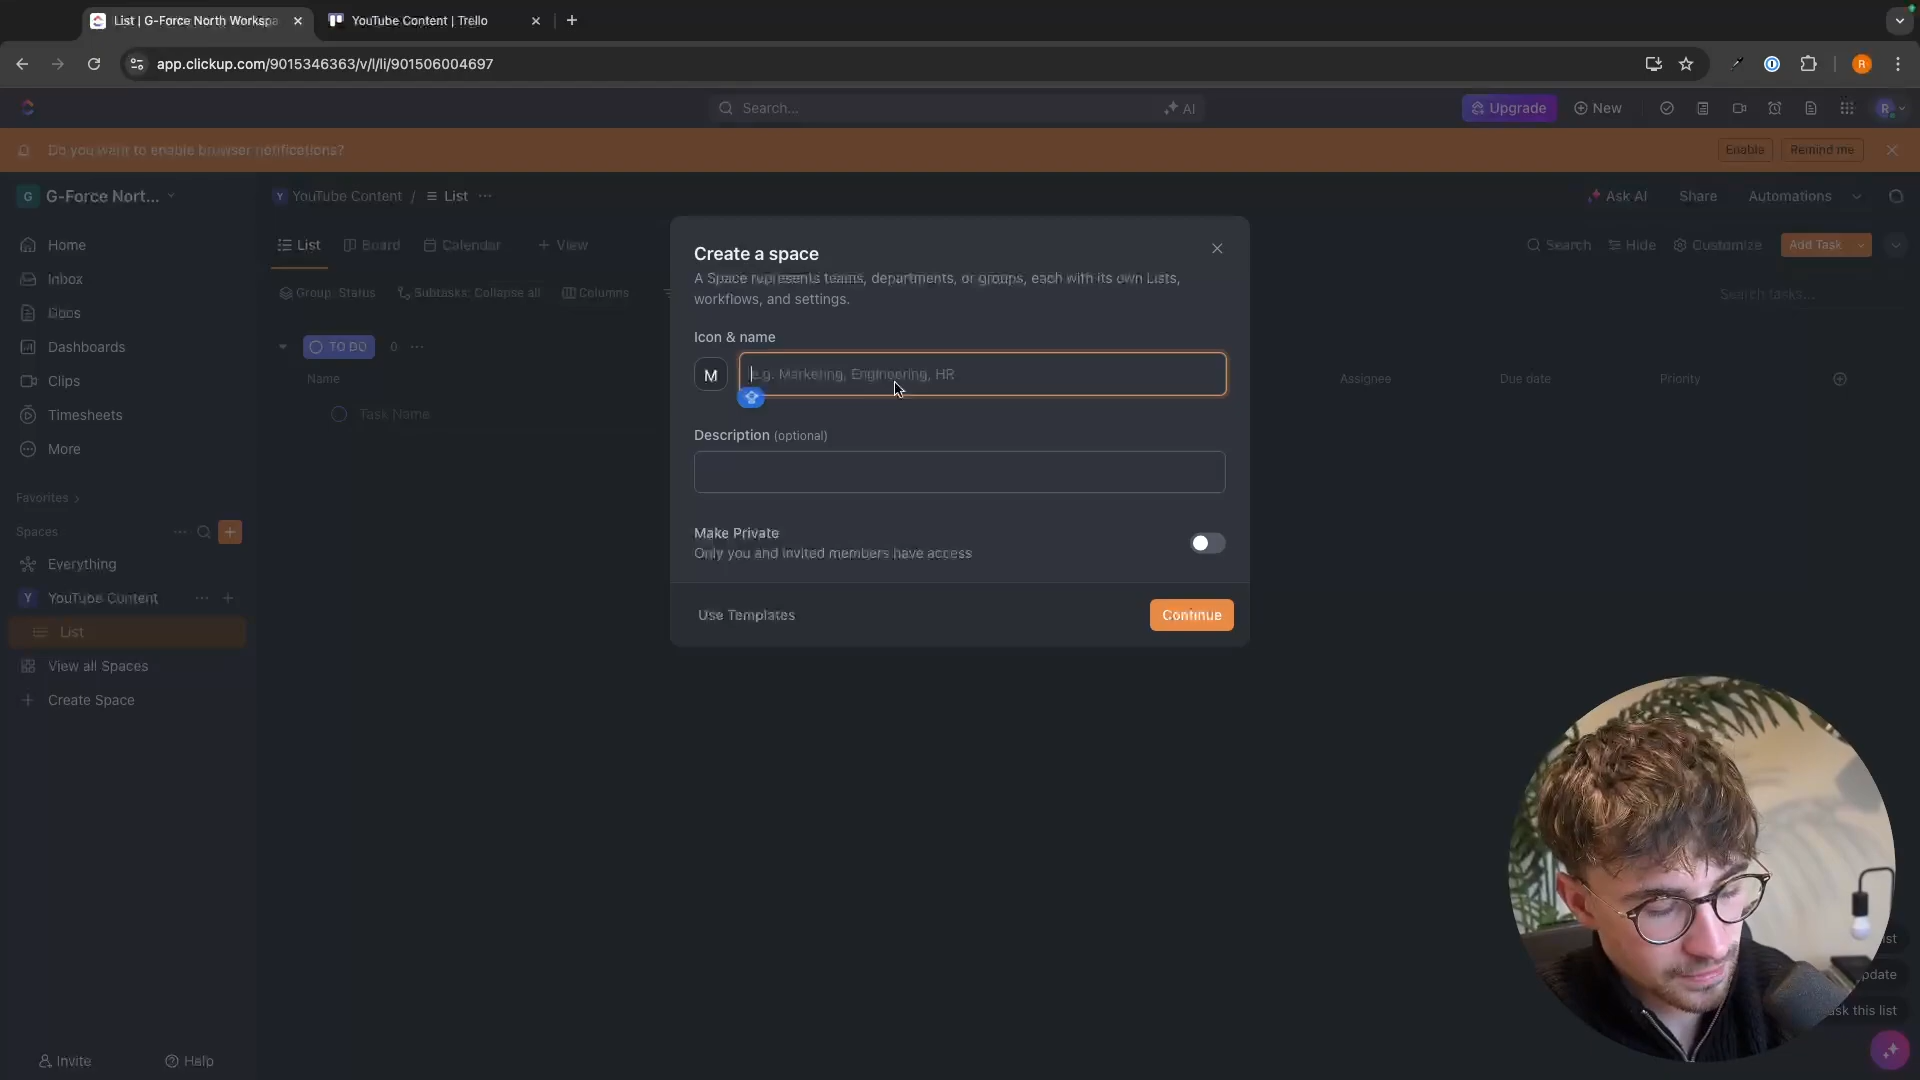 List | G-Force North Workspa
YouTube Content | Trello
app.clickup.com/9015346363/v/l/li/901506004697
R
Search...
AI
Upgrade
New
R
Do you want to enable browser notifications?
Enable
Remind me
G
G-Force Nort...
Y
YouTube Content /
List
Ask AI
Share
Automations
Home
Inbox
Docs
Dashboards
Clips
Timesheets
More
Favorites
Spaces
Everything
Y
YouTube Content
List
View all Spaces
Create Space
Invite
Help
List
Board
Calendar
View
Search
Hide
Customize
Add Task
Group: Status
Subtasks: Collapse all
Columns
Search tasks...
TO DO
0
Name
Assignee
Due date
Priority
Task Name
Create a space
A Space represents teams, departments, or groups, each with its own Lists,
workflows, and settings.
Icon & name
M
e.g. Marketing, Engineering, HR
Description (optional)
Make Private
Only you and invited members have access
Use Templates
Continue
ask this list